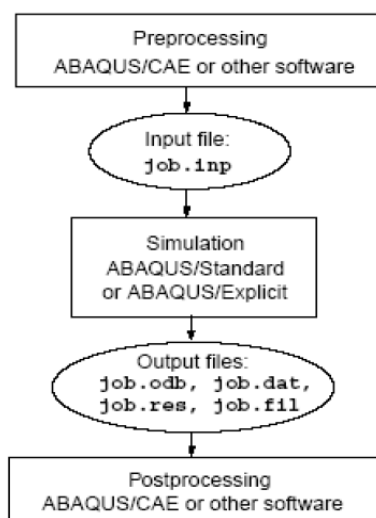 Preprocessing
ABAQUS/CAE or other software
Input file:
job.inp
Simulation
ABAQUS/Standard
or ABAQUS/Explicit
Output files:
job.odb, job.dat,
job.res, job.fil
Postprocessing
ABAQUS/CAE or other software